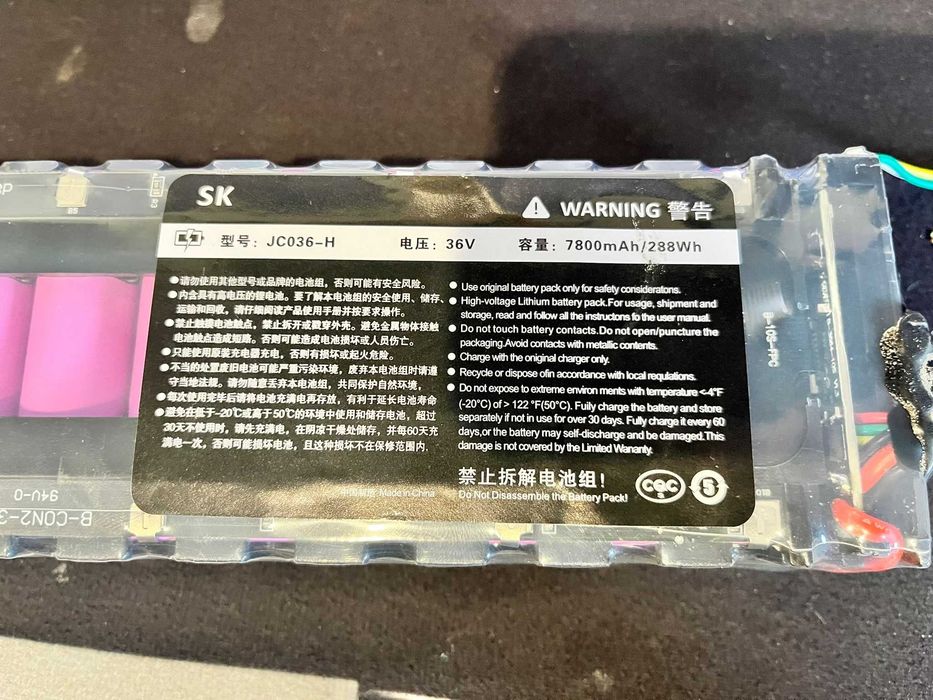 SK
WARNING 警告
型号: JC036-H 电压: 36V 容量: 7800mAh/288Wh
●请勿使用其他型号或品牌的电池组，否则可能有安全风险。
●内含具有高电压的锂电池。要了解本电池组的安全使用、储存、
运输和回收，请仔细阅读产品使用手册并按要求操作。
●禁止触摸电池触点，禁止拆开或戳穿外壳。避免金属物体接触
电池触点造成短路。否则可能造成电池损坏或人员伤亡。
●只能使用原装充电器充电，否则有损坏或起火危险。
●不当的处置废旧电池可能严重污染环境，废弃本电池组时请遵
守当地法规。请勿随意丢弃本电池组，共同保护自然环境，
●每次使用完毕后请将电池充满电再存放，有利于延长电池寿命
●避免在低于-20℃或高于50℃的环境中使用和储存电池，超过
30天不使用时，请先充满电，在阴凉干燥处储存，并每60天充
满电一次，否则可能损坏电池，且这种损坏不在保修范围内.
● Use original battery pack only for safety consideratons.
● High-voltage Lithium battery pack.For usage, shipment and
storage, read and follow all the instructons fo the user manual.
● Do not touch battery contacts.Do not open/puncture the
packaging.Avoid contacts with metallic contents.
● Charge with the original charger only.
● Recycle or dispose ofin accordance with local requlations.
● Do not expose to extreme environ ments with temperature <-4°F
(-20°C) of > 122 °F(50°C). Fully charge the battery and store
separately if not in use for over 30 days. Fully charge it every 60
days,or the battery may self-discharge and be damaged.This
damage is not covered by the Limited Wananty.
中国制造 Made in China
禁止拆解电池组!
Do Not Disassemble the Battery Pack!
CQC
S
5
R5
R3
B-10S-FPC
94V-0
B-CON2-3